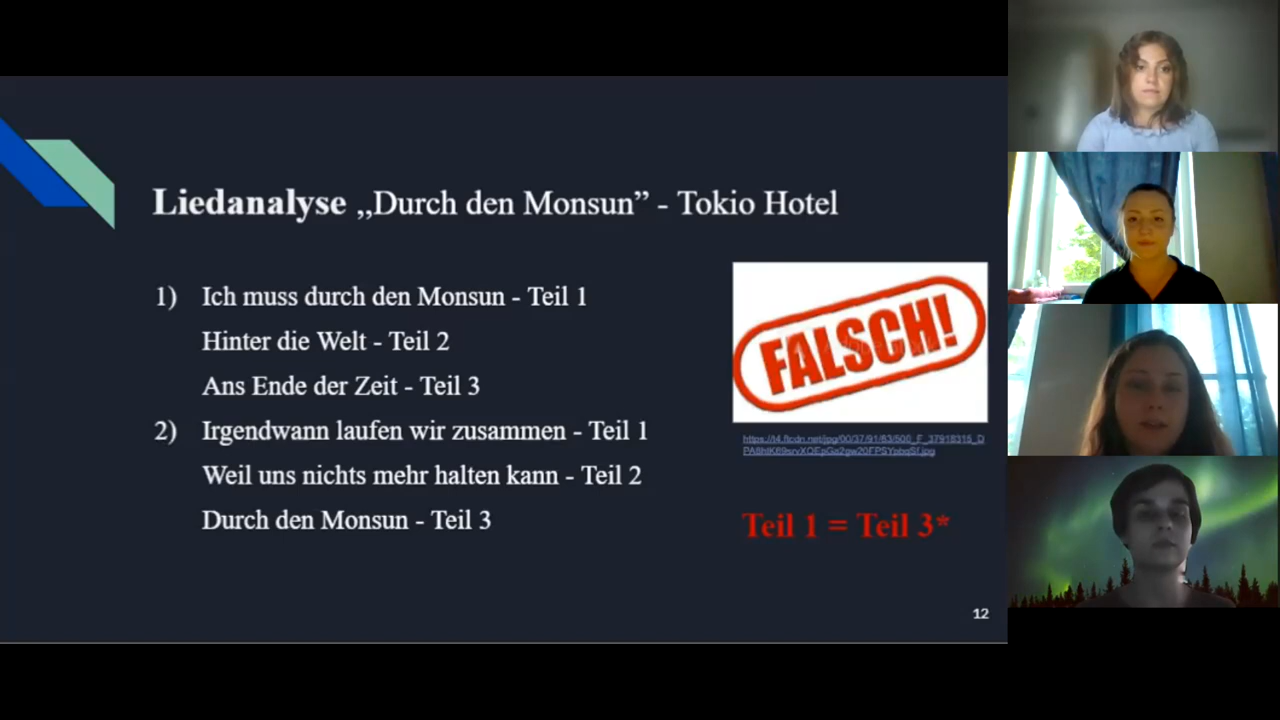 Liedanalyse „Durch den Monsun” - Tokio Hotel
1) Ich muss durch den Monsun - Teil 1
Hinter die Welt - Teil 2
Ans Ende der Zeit - Teil 3
2) Irgendwann laufen wir zusammen - Teil 1
Weil uns nichts mehr halten kann - Teil 2
Durch den Monsun - Teil 3
FALSCH!
Teil 1 = Teil 3*
12